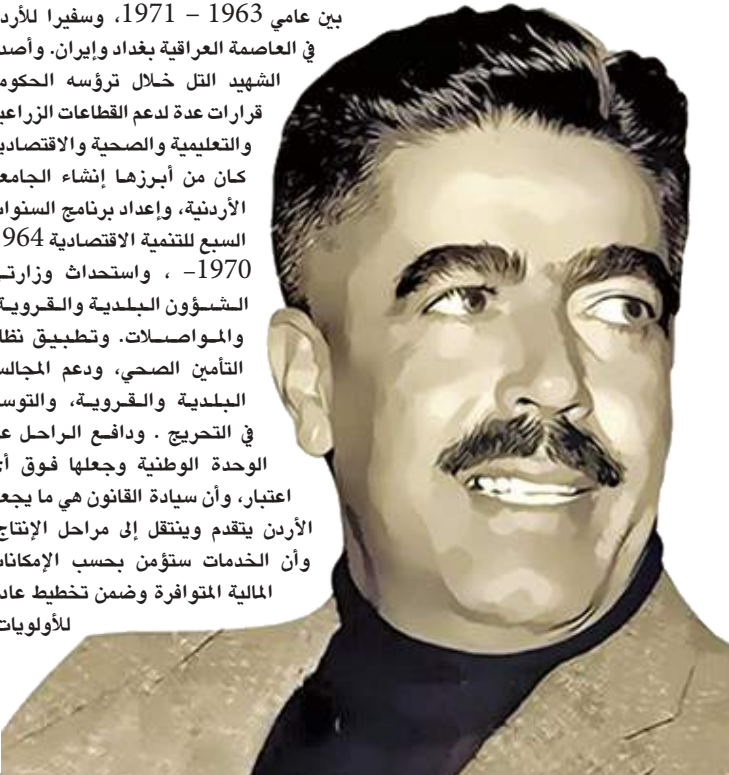 بين عامي 1963 – 1971، وسفيرا للأرد
في العاصمة العراقية بغداد وإيران. وأصد
الشهيد التل خلال ترؤسه الحكوم
قرارات عدة لدعم القطاعات الزراعي
والتعليمية والصحية والاقتصادي
كان من أبرزها إنشاء الجامع
الأردنية، وإعداد برنامج السنوا
السبع للتنمية الاقتصادية 1964
–1970 ، واستحداث وزارتـ
الشؤون البلدية والقروية
والمواصلات. وتطبيق نظا
التأمين الصحي، ودعم المجالس
البلدية والقروية، والتوس
في التحريج . ودافع الراحل عـ
الوحدة الوطنية وجعلها فوق أي
اعتبار، وأن سيادة القانون هي ما يجعـ
الأردن يتقدم وينتقل إلى مراحل الإنتاج
وأن الخدمات ستؤمن بحسب الإمكانا
المالية المتوافرة وضمن تخطيط عاد
للأولويات